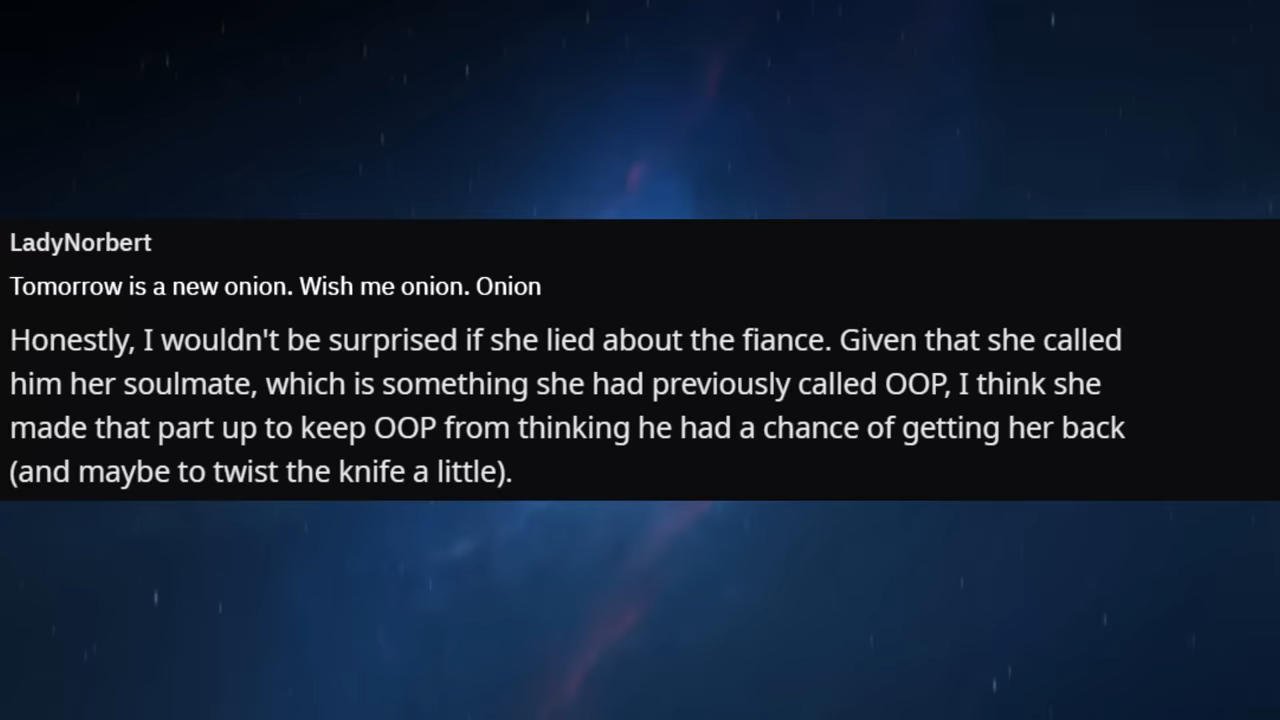 LadyNorbert
Tomorrow is a new onion. Wish me onion. Onion
Honestly, I wouldn't be surprised if she lied about the fiance. Given that she called
him her soulmate, which is something she had previously called OOP, I think she
made that part up to keep OOP from thinking he had a chance of getting her back
(and maybe to twist the knife a little).